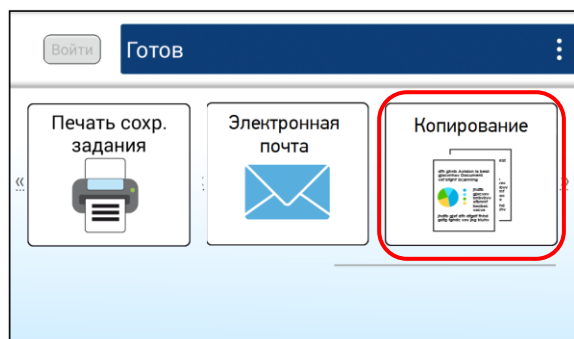 Войти
Готов
Печать сохр.
задания
Электронная
почта
Копирование
«
»